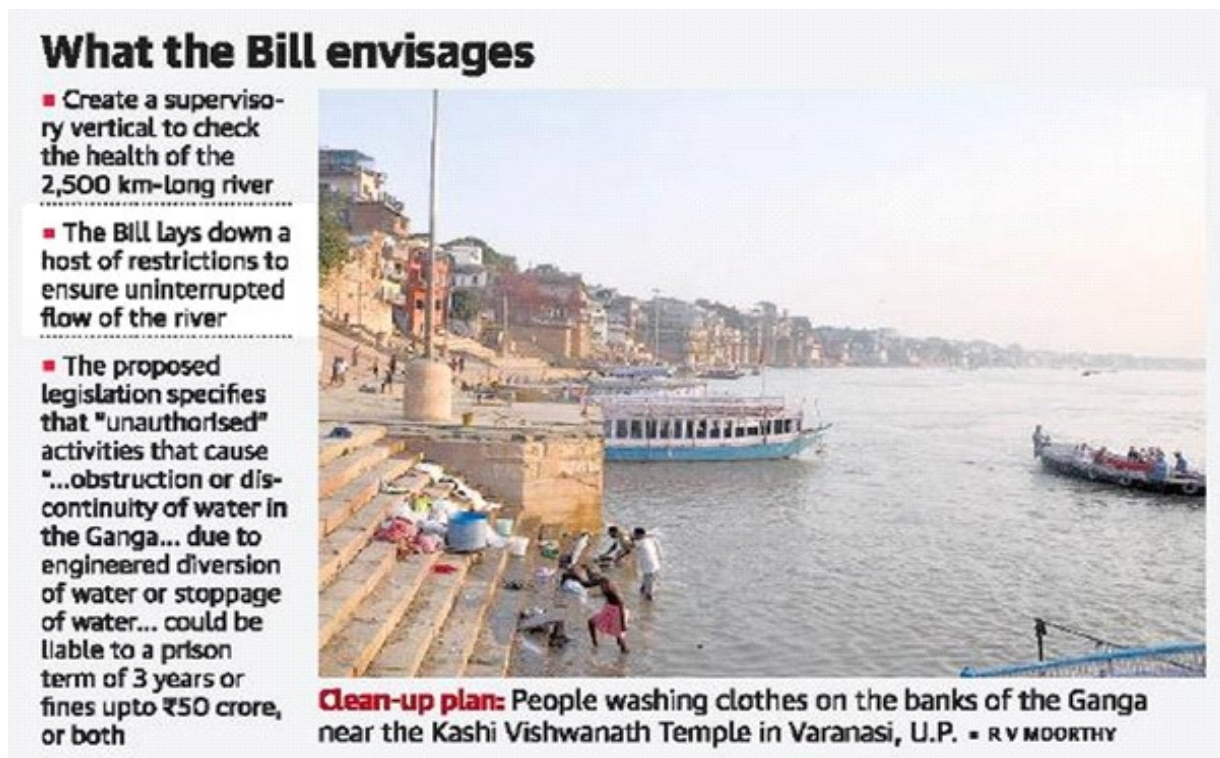 What the Bill envisages
▪ Create a superviso-
ry vertical to check
the health of the
2,500 km-long river
▪ The Bill lays down a
host of restrictions to
ensure uninterrupted
flow of the river
▪ The proposed
legislation specifies
that "unauthorised"
activities that cause
"...obstruction or dis-
continuity of water in
the Ganga... due to
engineered diversion
of water or stoppage
of water... could be
liable to a prison
term of 3 years or
fines upto ₹50 crore,
or both
Clean-up plan: People washing clothes on the banks of the Ganga
near the Kashi Vishwanath Temple in Varanasi, U.P. ▪ R V MOORTHY